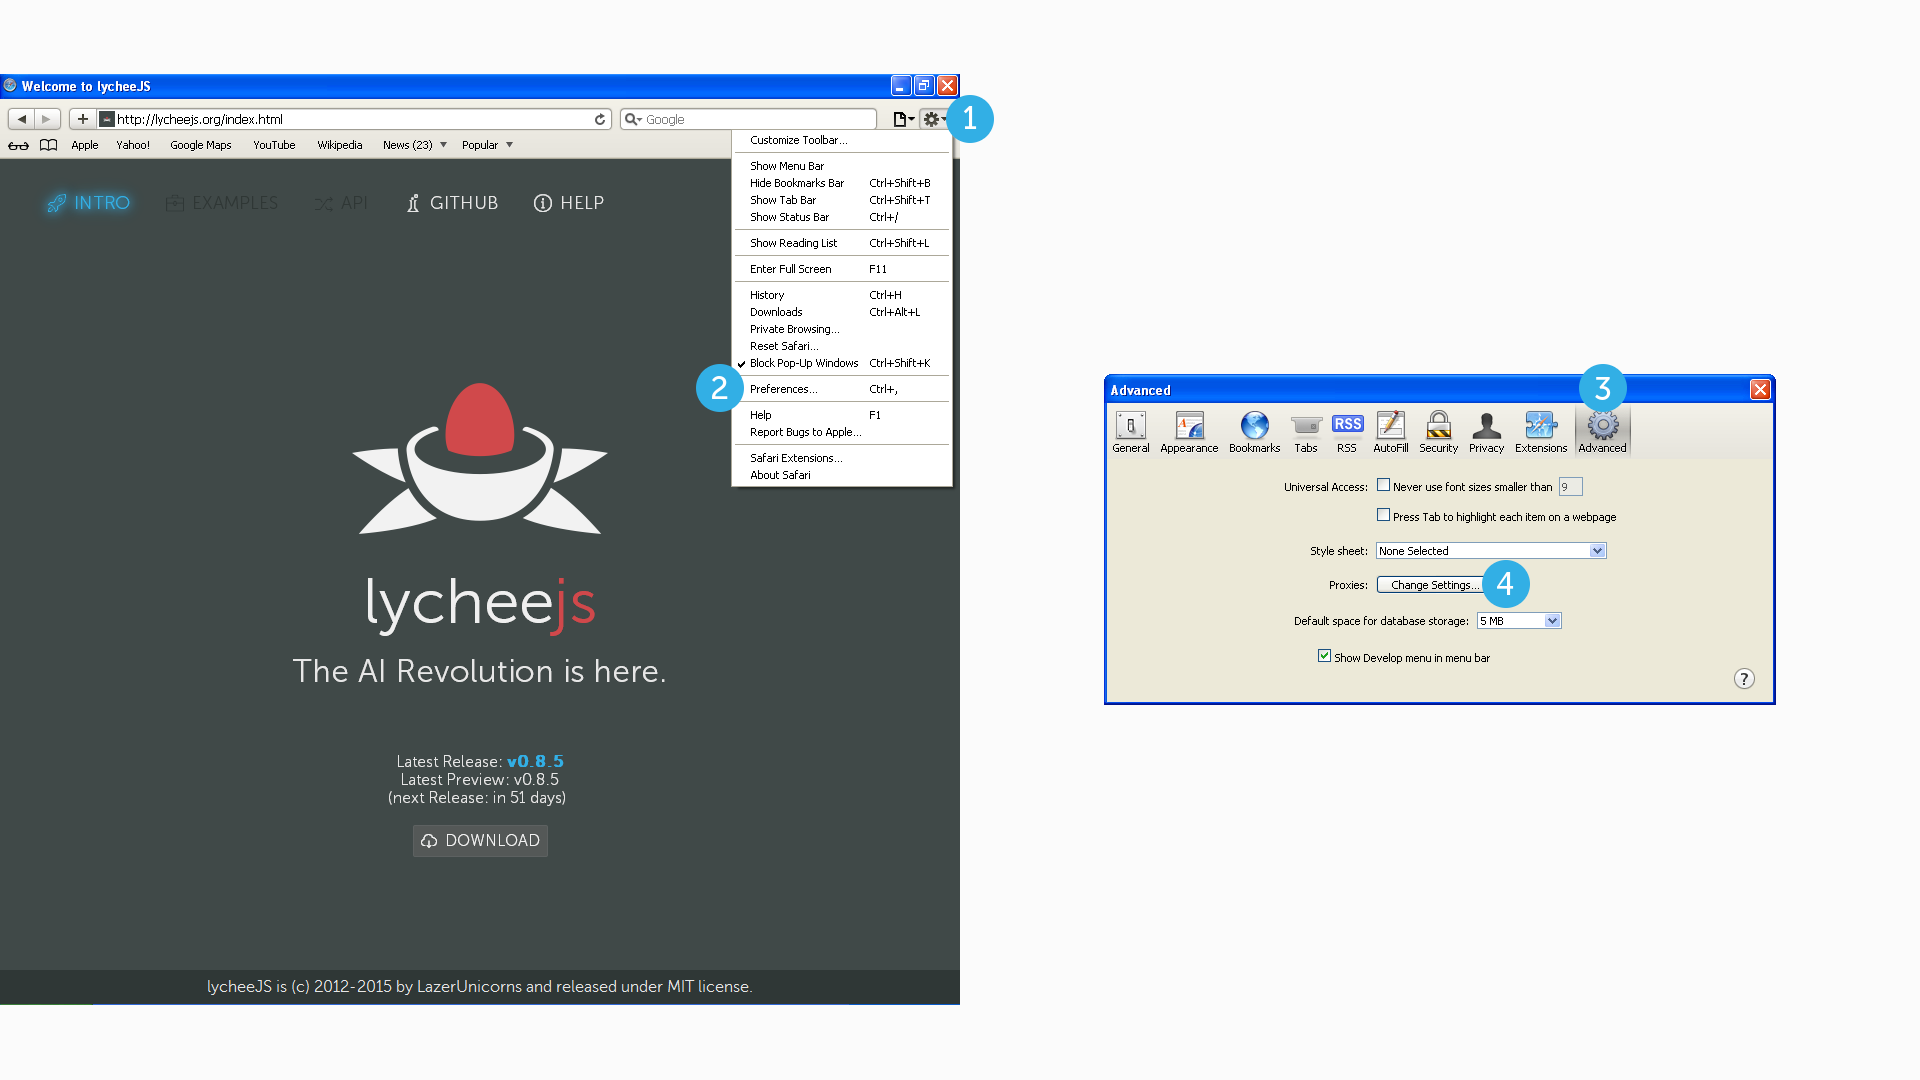 Welcome to lycheeJS
http://lycheejs.org/index.html
Google
1
Apple Yahoo! Google Maps YouTube Wikipedia News (23) Popular
Customize Toolbar...
Show Menu Bar
Hide Bookmarks Bar Ctrl+Shift+B
Show Tab Bar Ctrl+Shift+T
Show Status Bar Ctrl+/
Show Reading List Ctrl+Shift+L
Enter Full Screen F11
History Ctrl+H
Downloads Ctrl+Alt+L
Private Browsing...
Reset Safari...
Block Pop-Up Windows Ctrl+Shift+K
2
Preferences... Ctrl+,
Help F1
Report Bugs to Apple...
Safari Extensions...
About Safari
INTRO EXAMPLES API GITHUB HELP
lycheejs
The AI Revolution is here.
Latest Release: v0.8.5
Latest Preview: v0.8.5
(next Release: in 51 days)
DOWNLOAD
lycheeJS is (c) 2012-2015 by LazerUnicorns and released under MIT license.
Advanced
3
RSS
General Appearance Bookmarks Tabs RSS AutoFill Security Privacy Extensions Advanced
Universal Access: Never use font sizes smaller than 9
Press Tab to highlight each item on a webpage
Style sheet: None Selected
Proxies: Change Settings... 4
Default space for database storage: 5 MB
Show Develop menu in menu bar
?